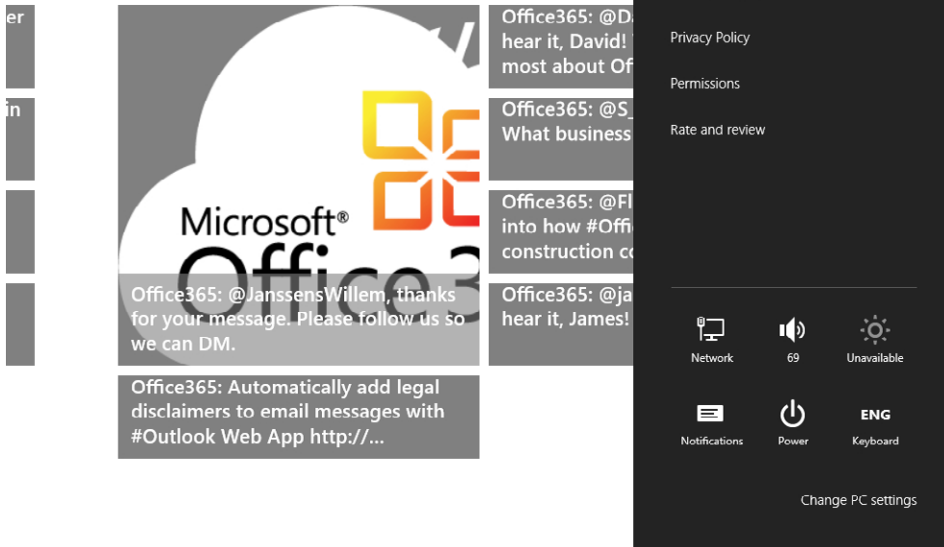 er
in
Microsoft®
Office 3
Office365: @JanssensWillem, thanks
for your message. Please follow us so
we can DM.
Office365: Automatically add legal
disclaimers to email messages with
#Outlook Web App http://...
Office365: @Da
hear it, David!
most about Of
Office365: @S_
What business
Office365: @Fl
into how #Offi
construction co
Office365: @ja
hear it, James!
Privacy Policy
Permissions
Rate and review
Network
69
Unavailable
Notifications
Power
ENG
Keyboard
Change PC settings